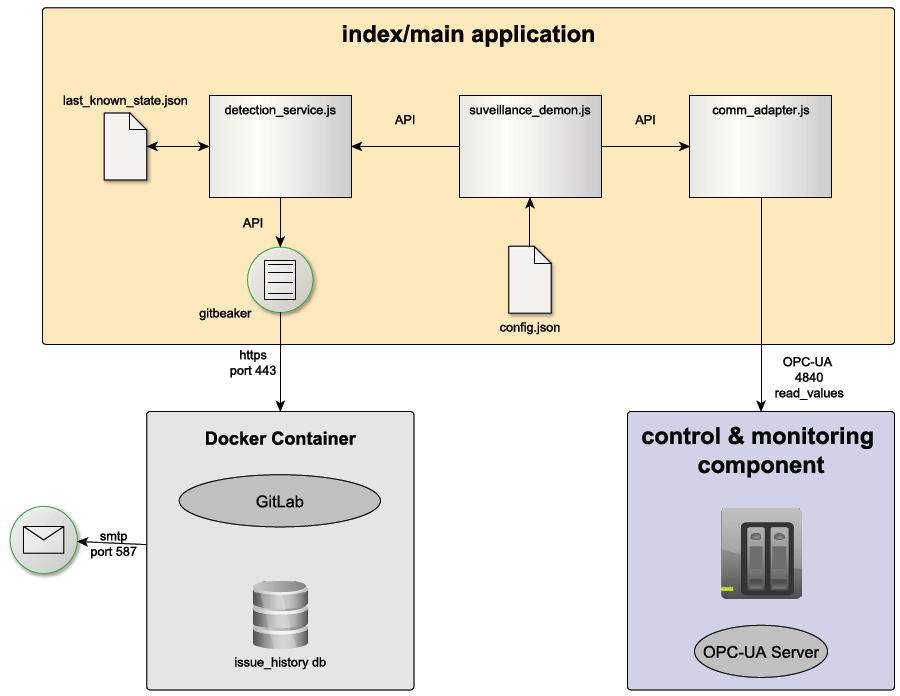 index/main application
last_known_state.json
detection_service.js
API
suveillance_demon.js
API
comm_adapter.js
API
gitbeaker
config.json
https
port 443
OPC-UA
4840
read_values
Docker Container
GitLab
issue_history db
smtp
port 587
control & monitoring
component
OPC-UA Server